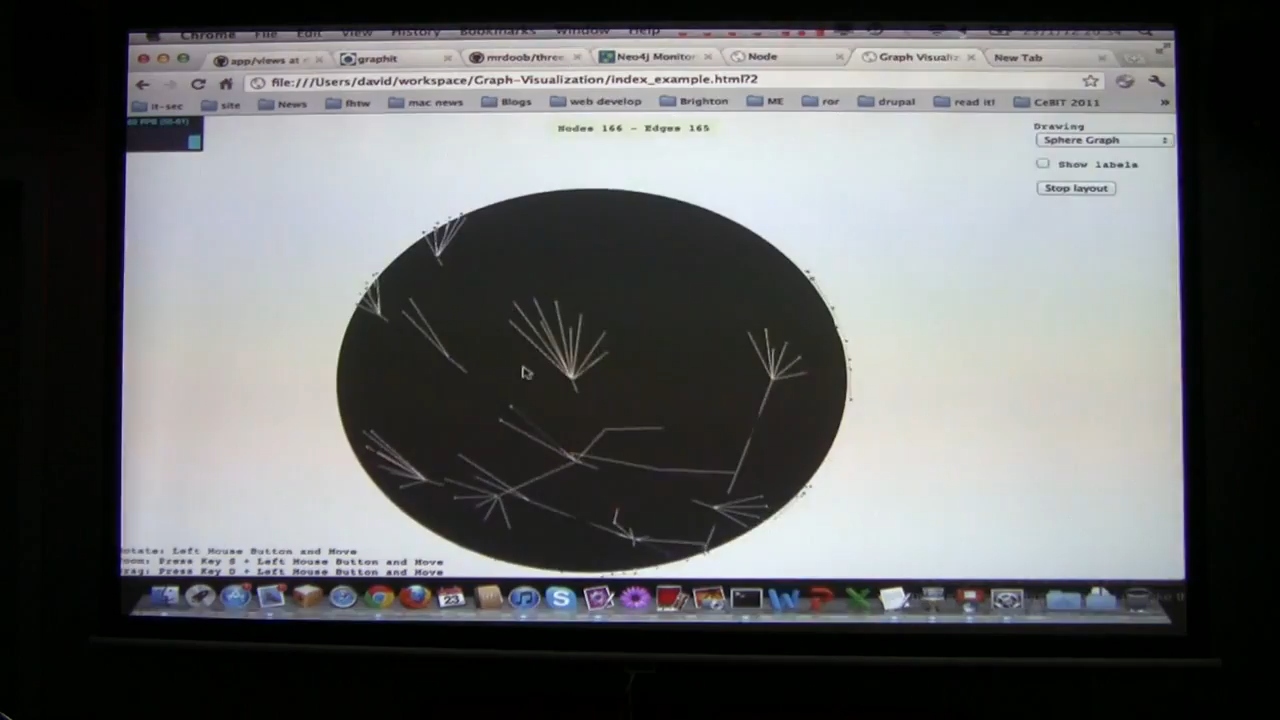 Chrome File Edit View History Bookmarks Window Help
app/views at graphit mrdoob/three. Neo4j Monitor Node Graph Visualiz New Tab
file:///Users/david/workspace/Graph-Visualization/index_example.html?2
it-sec site News fhtw mac news Blogs web develop Brighton ME ror drupal read it! CeBIT 2011 »
60 FPS
Nodes 166 - Edges 165
Drawing
Sphere Graph
Show labels
Stop layout
Rotate: Left Mouse Button and Move
Zoom: Press Key S + Left Mouse Button and Move
Drag: Press Key D + Left Mouse Button and Move
23